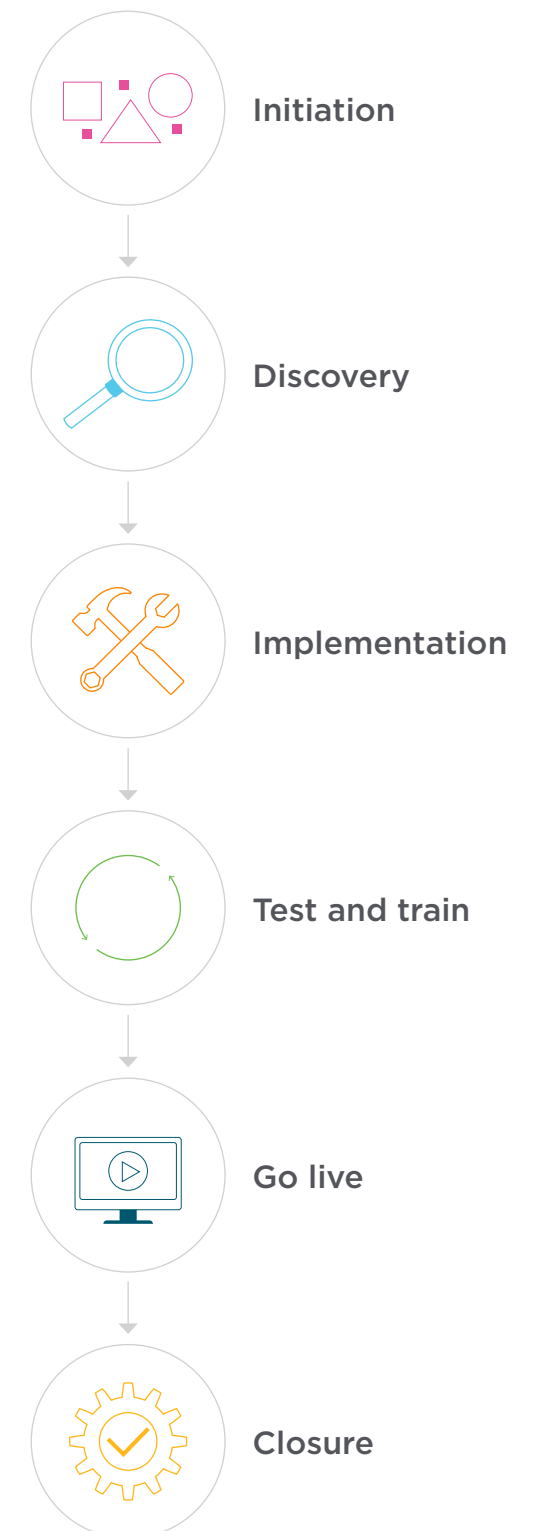 Initiation
Discovery
Implementation
Test and train
Go live
Closure